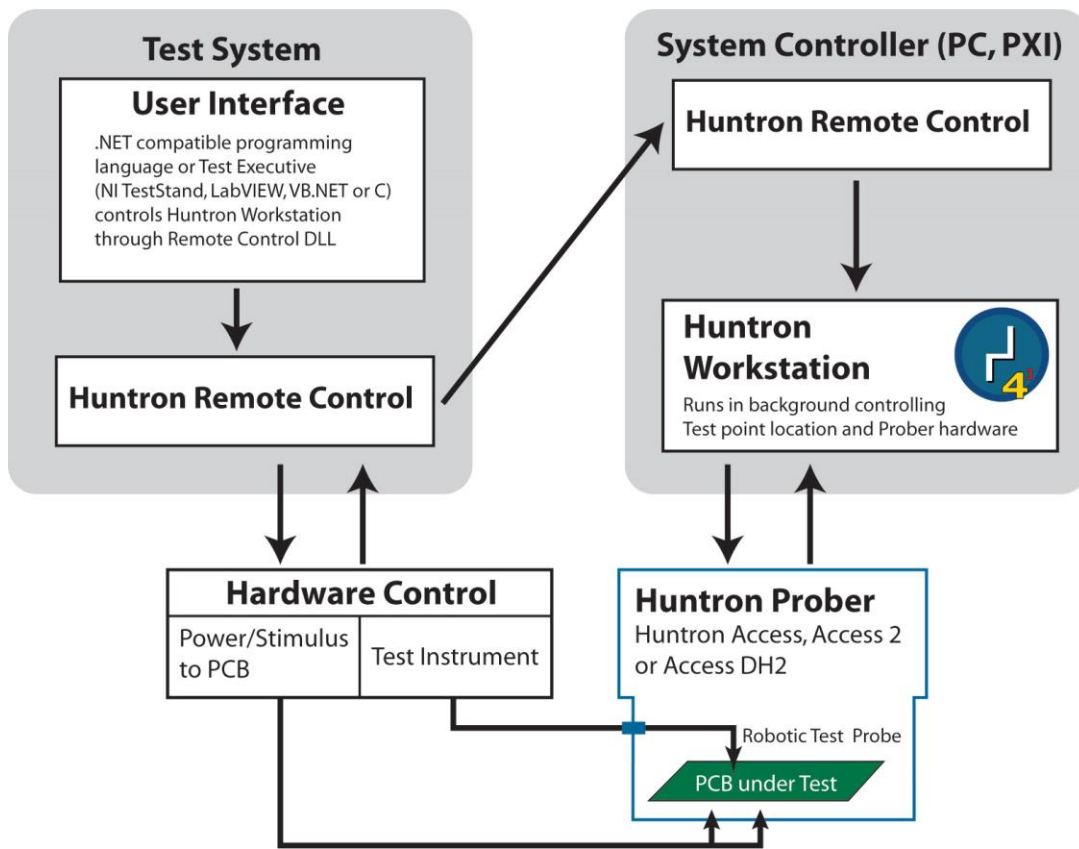 Test System
User Interface
.NET compatible programming
language or Test Executive
(NI TestStand, LabVIEW, VB.NET or C)
controls Huntron Workstation
through Remote Control DLL
Huntron Remote Control
System Controller (PC, PXI)
Huntron Remote Control
Huntron
Workstation
4
Runs in background controlling
Test point location and Prober hardware
Hardware Control
Power/Stimulus
to PCB
Test Instrument
Huntron Prober
Huntron Access, Access 2
or Access DH2
Robotic Test Probe
PCB under Test